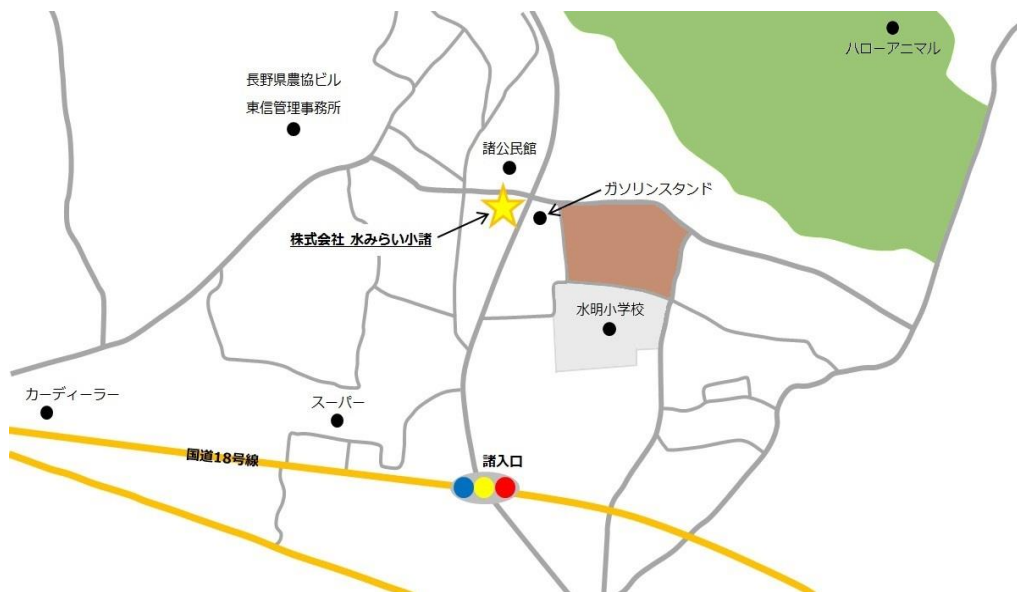 ハローアニマル
長野県農協ビル
東信管理事務所
諸公民館
ガソリンスタンド
株式会社 水みらい小諸
水明小学校
カーディーラー
スーパー
国道18号線
諸入口